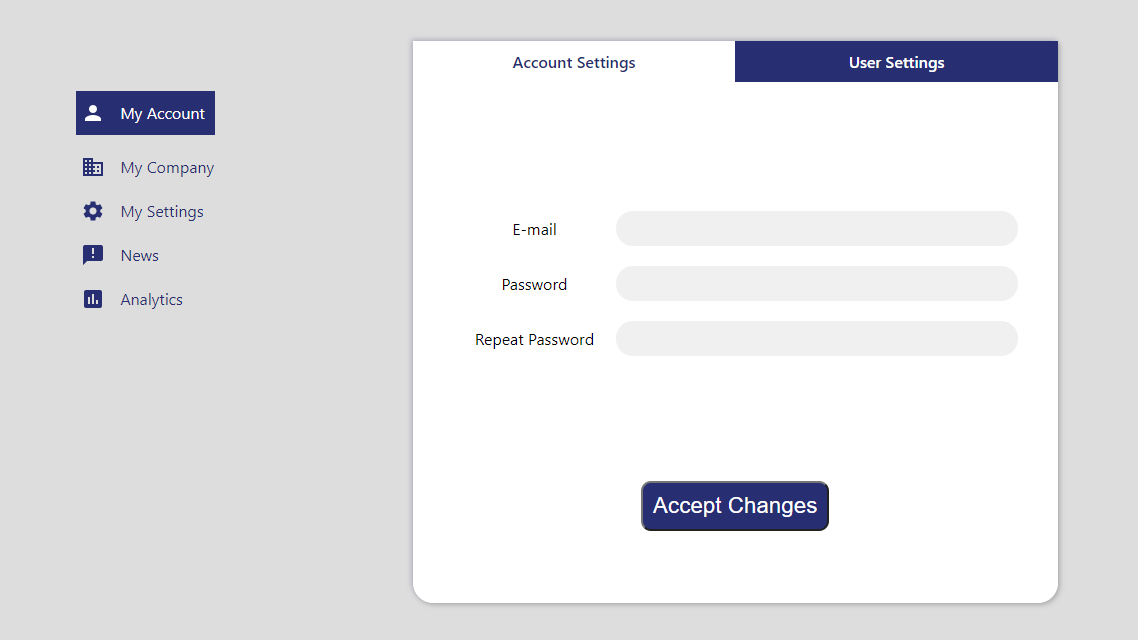 My Account
My Company
My Settings
News
Analytics
Account Settings
User Settings
E-mail
Password
Repeat Password
Accept Changes